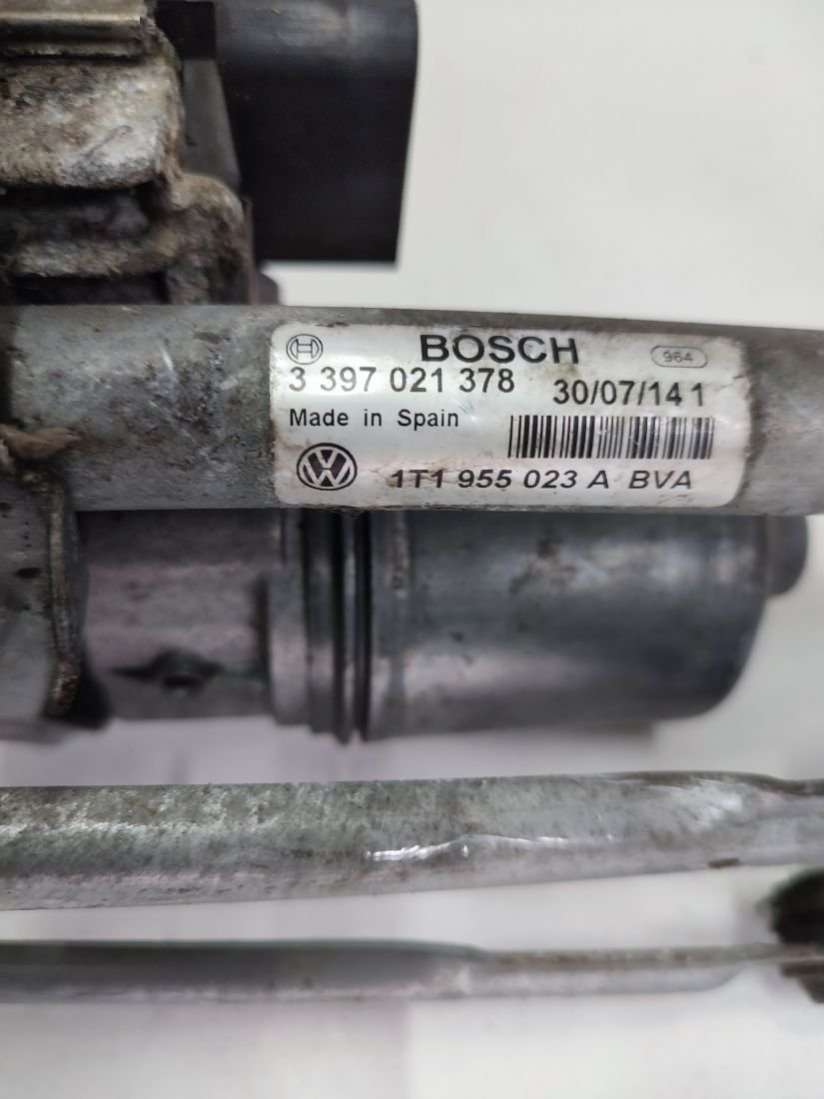 BOSCH 964
3 397 021 378 30/07/14 1
Made in Spain
1T1 955 023 A BVA